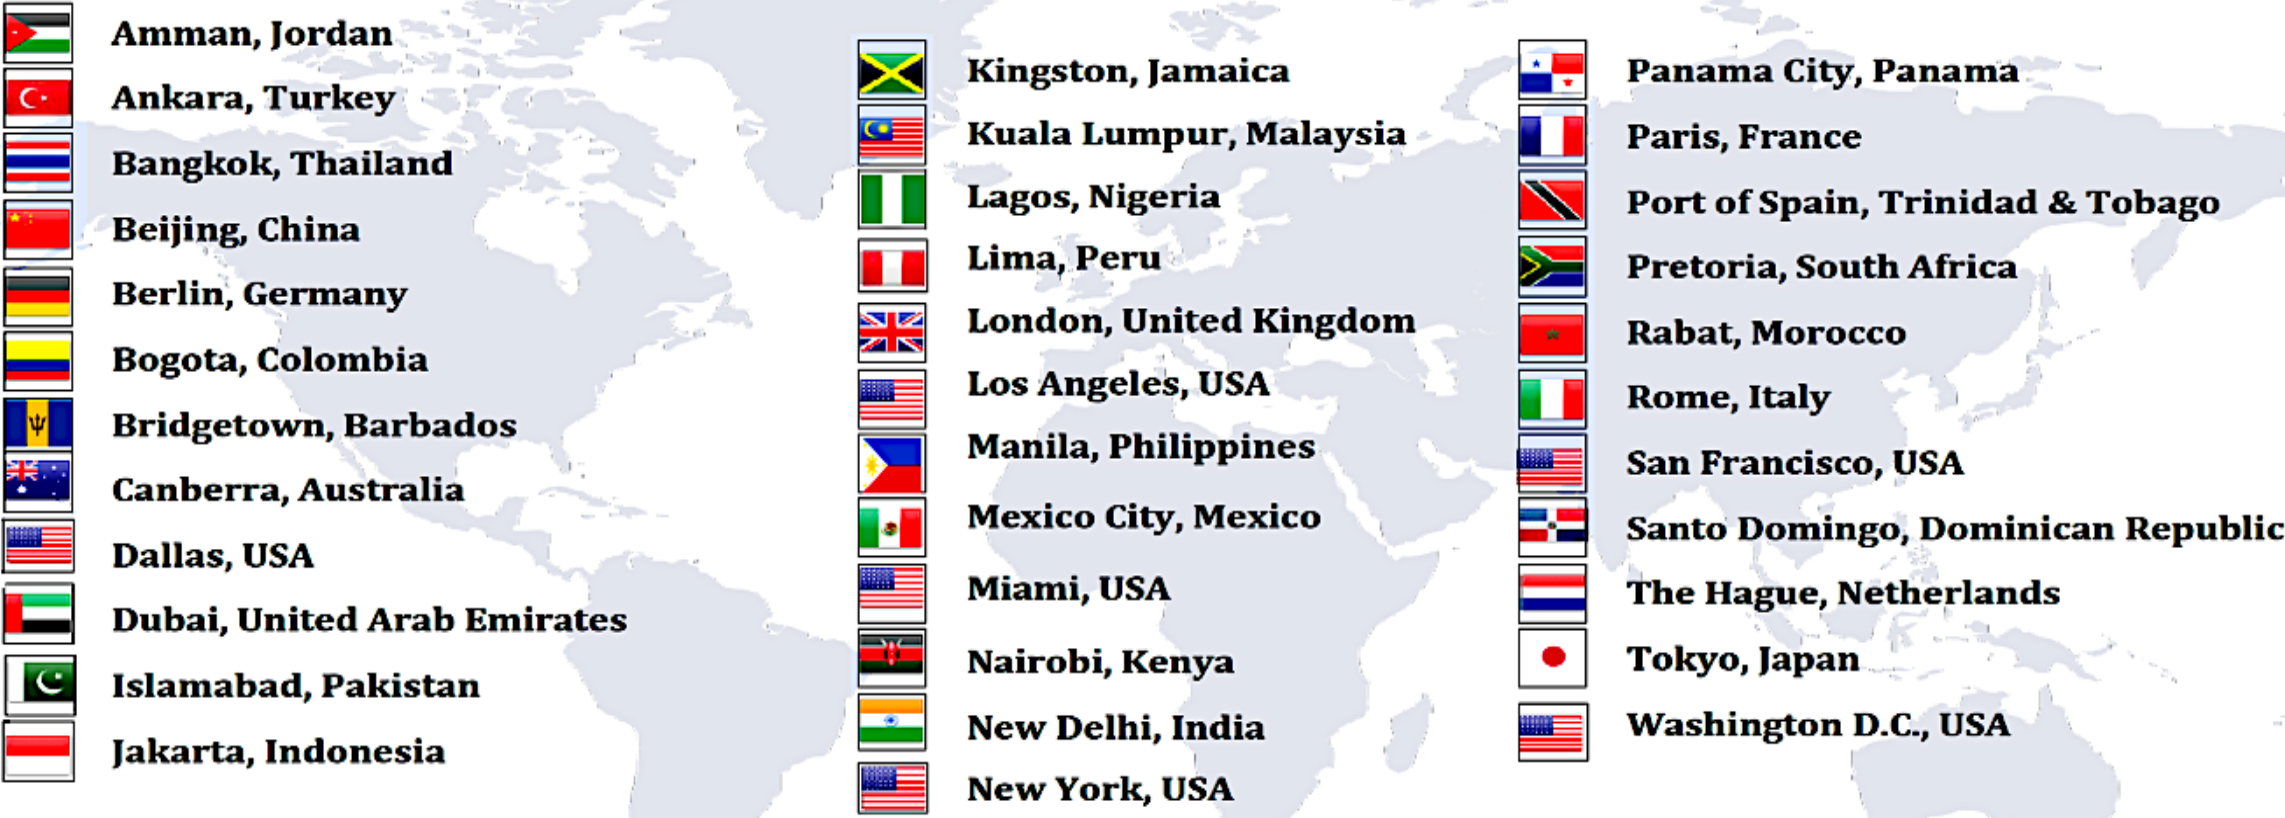 Amman, Jordan
Ankara, Turkey
Bangkok, Thailand
Beijing, China
Berlin, Germany
Bogota, Colombia
Bridgetown, Barbados
Canberra, Australia
Dallas, USA
Dubai, United Arab Emirates
Islamabad, Pakistan
Jakarta, Indonesia
Kingston, Jamaica
Kuala Lumpur, Malaysia
Lagos, Nigeria
Lima, Peru
London, United Kingdom
Los Angeles, USA
Manila, Philippines
Mexico City, Mexico
Miami, USA
Nairobi, Kenya
New Delhi, India
New York, USA
Panama City, Panama
Paris, France
Port of Spain, Trinidad & Tobago
Pretoria, South Africa
Rabat, Morocco
Rome, Italy
San Francisco, USA
Santo Domingo, Dominican Republic
The Hague, Netherlands
Tokyo, Japan
Washington D.C., USA